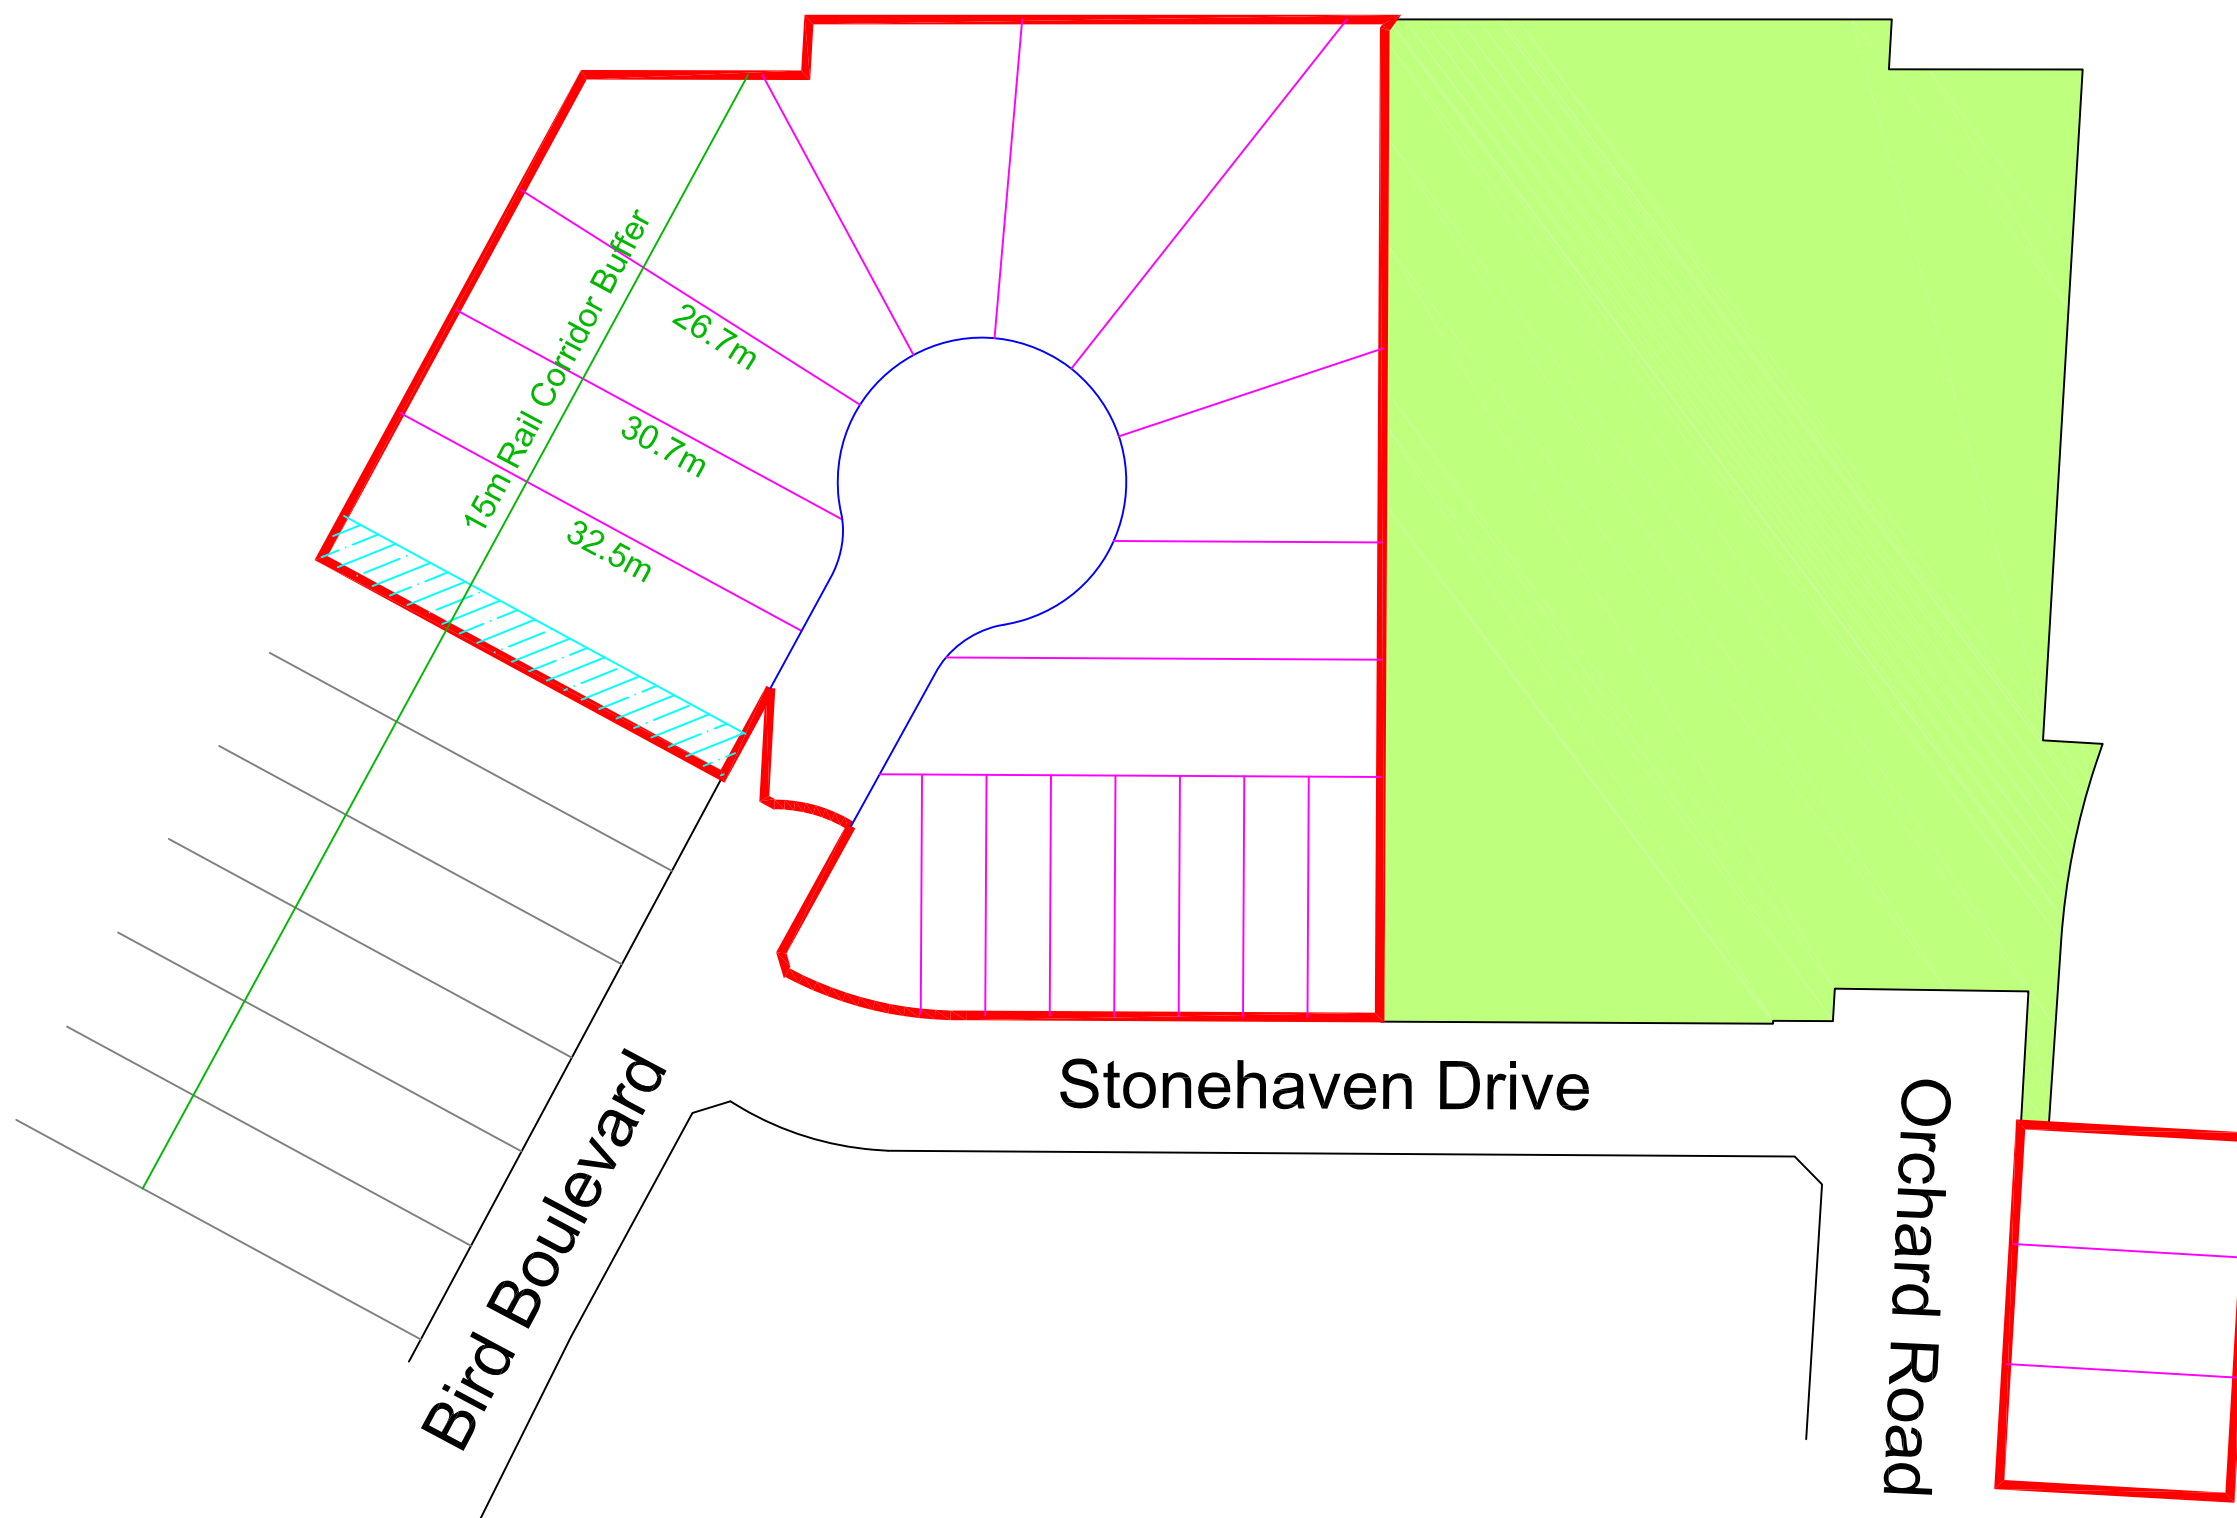 15m Rail Corridor Buffer
26.7m
30.7m
32.5m
Stonehaven Drive
Bird Boulevard
Orchard Road